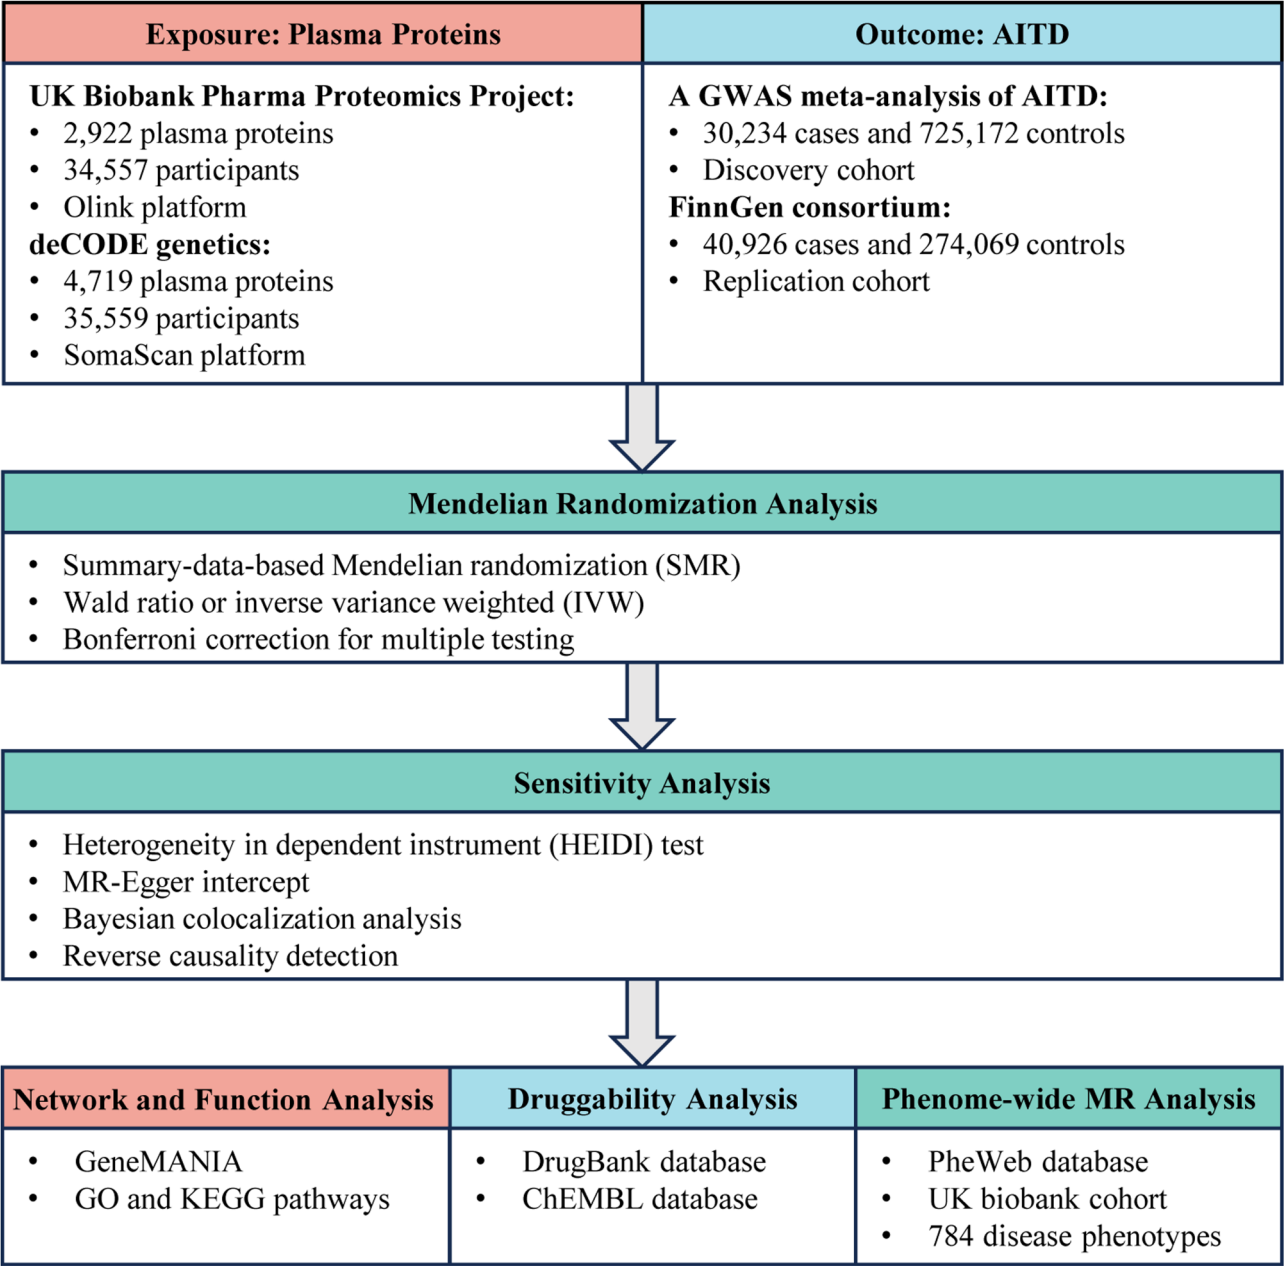 Exposure: Plasma Proteins
UK Biobank Pharma Proteomics Project:
• 2,922 plasma proteins
• 34,557 participants
• Olink platform
deCODE genetics:
• 4,719 plasma proteins
• 35,559 participants
• SomaScan platform
Outcome: AITD
A GWAS meta-analysis of AITD:
• 30,234 cases and 725,172 controls
• Discovery cohort
FinnGen consortium:
• 40,926 cases and 274,069 controls
• Replication cohort
Mendelian Randomization Analysis
• Summary-data-based Mendelian randomization (SMR)
• Wald ratio or inverse variance weighted (IVW)
• Bonferroni correction for multiple testing
Sensitivity Analysis
• Heterogeneity in dependent instrument (HEIDI) test
• MR-Egger intercept
• Bayesian colocalization analysis
• Reverse causality detection
Network and Function Analysis
• GeneMANIA
• GO and KEGG pathways
Druggability Analysis
• DrugBank database
• ChEMBL database
Phenome-wide MR Analysis
• PheWeb database
• UK biobank cohort
• 784 disease phenotypes